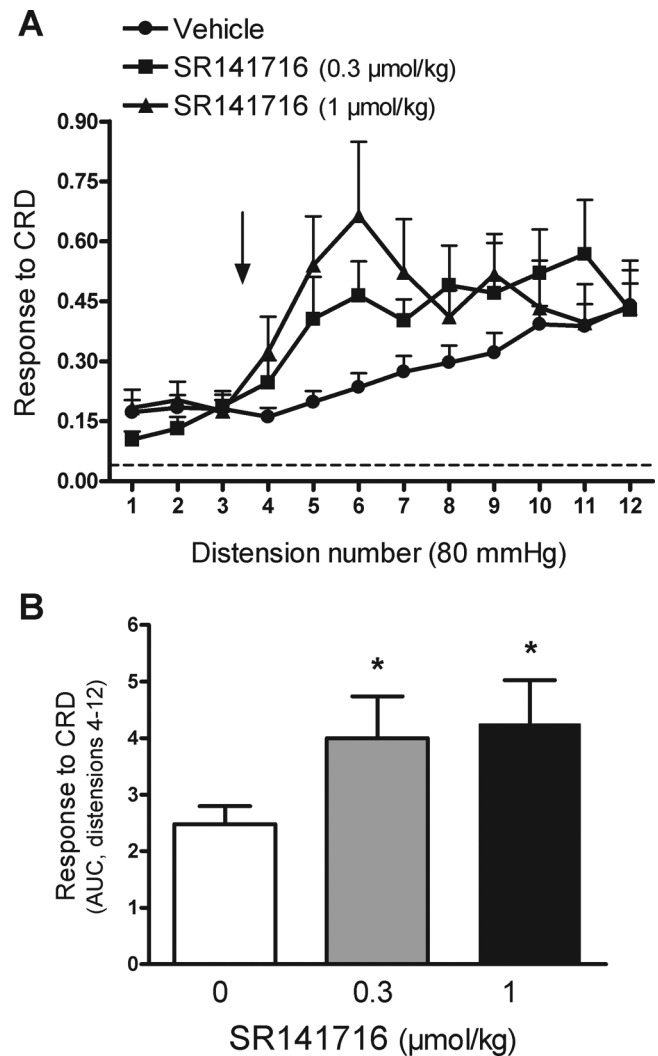 A
Vehicle
SR141716 (0.3 µmol/kg)
SR141716 (1 µmol/kg)
0.90
0.75
0.60
0.45
0.30
0.15
0.00
Response to CRD
1 2 3 4 5 6 7 8 9 10 11 12
Distension number (80 mmHg)
B
6
5
4
3
2
1
0
Response to CRD
(AUC, distensions 4-12)
* *
0 0.3 1
SR141716 (µmol/kg)